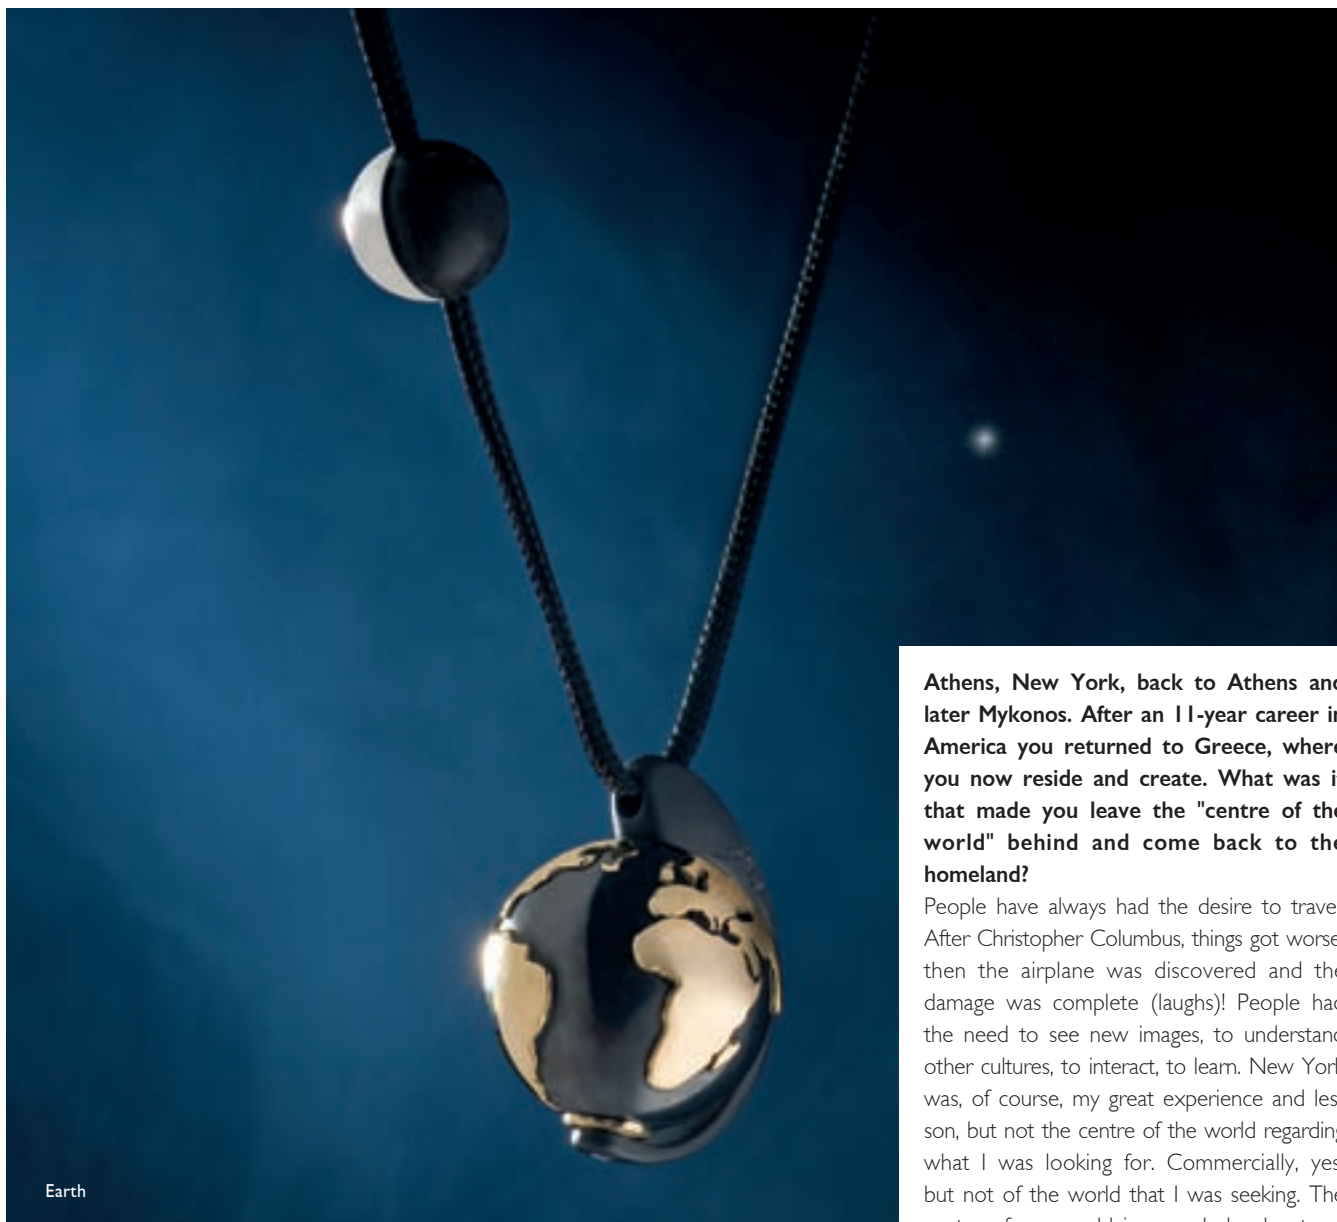 Earth
Athens, New York, back to Athens and
later Mykonos. After an 11-year career in
America you returned to Greece, where
you now reside and create. What was it
that made you leave the "centre of the
world" behind and come back to the
homeland?
People have always had the desire to travel
After Christopher Columbus, things got worse
then the airplane was discovered and the
damage was complete (laughs)! People had
the need to see new images, to understand
other cultures, to interact, to learn. New York
was, of course, my great experience and les-
son, but not the centre of the world regarding
what I was looking for. Commercially, yes
but not of the world that I was seeking. The